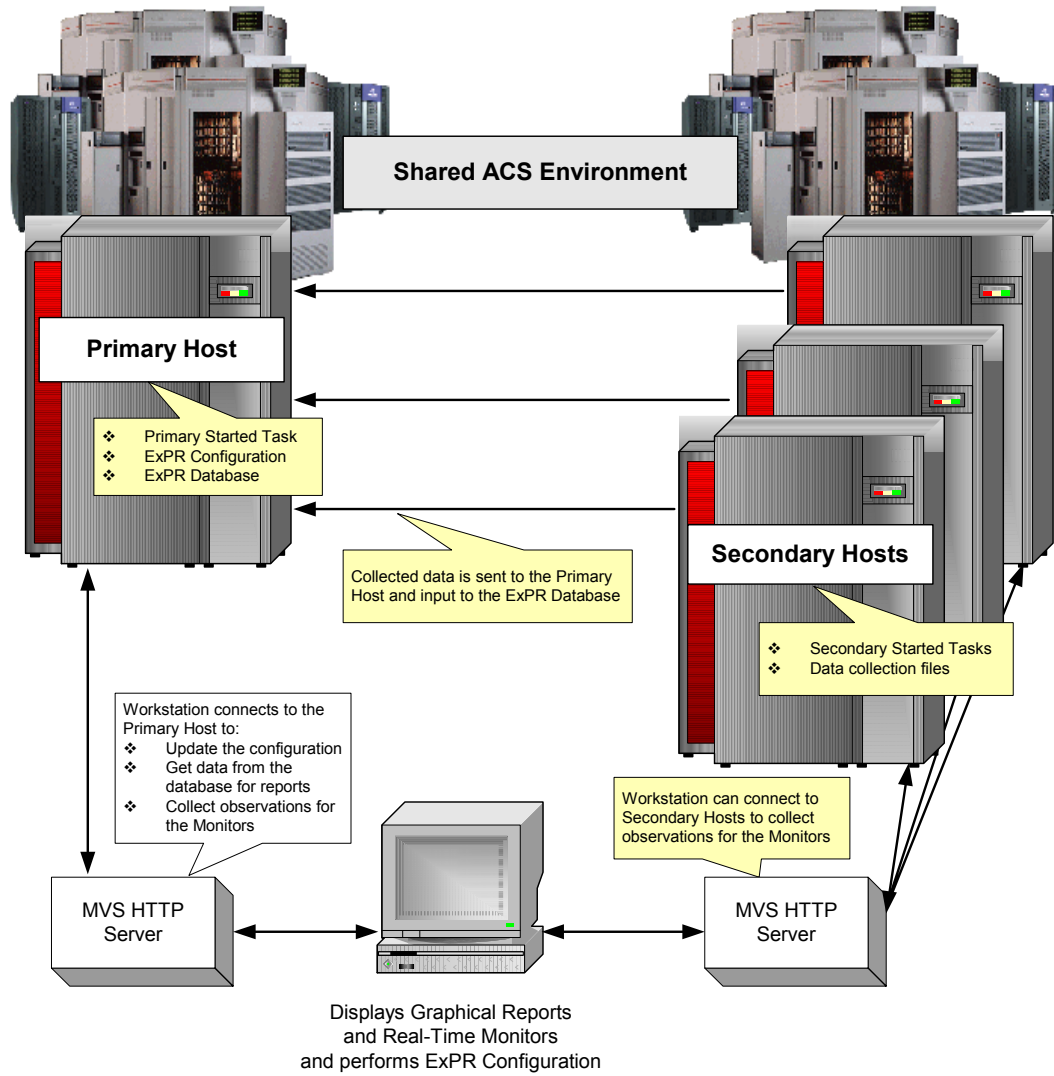 Shared ACS Environment
Primary Host
❖ Primary Started Task
❖ ExPR Configuration
❖ ExPR Database
Collected data is sent to the Primary
Host and input to the ExPR Database
Secondary Hosts
❖ Secondary Started Tasks
❖ Data collection files
Workstation connects to the
Primary Host to:
❖ Update the configuration
❖ Get data from the
database for reports
❖ Collect observations for
the Monitors
Workstation can connect to
Secondary Hosts to collect
observations for the Monitors
MVS HTTP
Server
MVS HTTP
Server
Displays Graphical Reports
and Real-Time Monitors
and performs ExPR Configuration